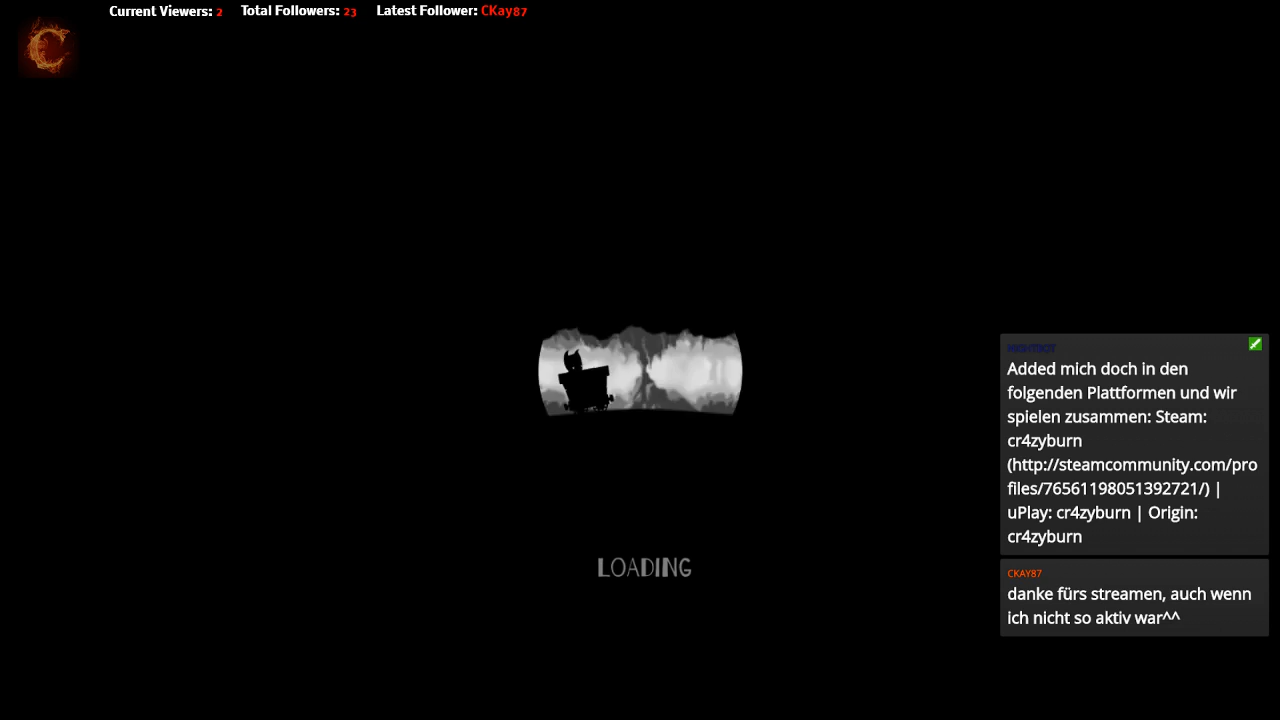 Current Viewers: 2 Total Followers: 23 Latest Follower: CKay87
C
LOADING
NIGHTBOT
Added mich doch in den
folgenden Plattformen und wir
spielen zusammen: Steam:
cr4zyburn
(http://steamcommunity.com/pro
files/76561198051392721/) |
uPlay: cr4zyburn | Origin:
cr4zyburn
CKAY87
danke fürs streamen, auch wenn
ich nicht so aktiv war^^